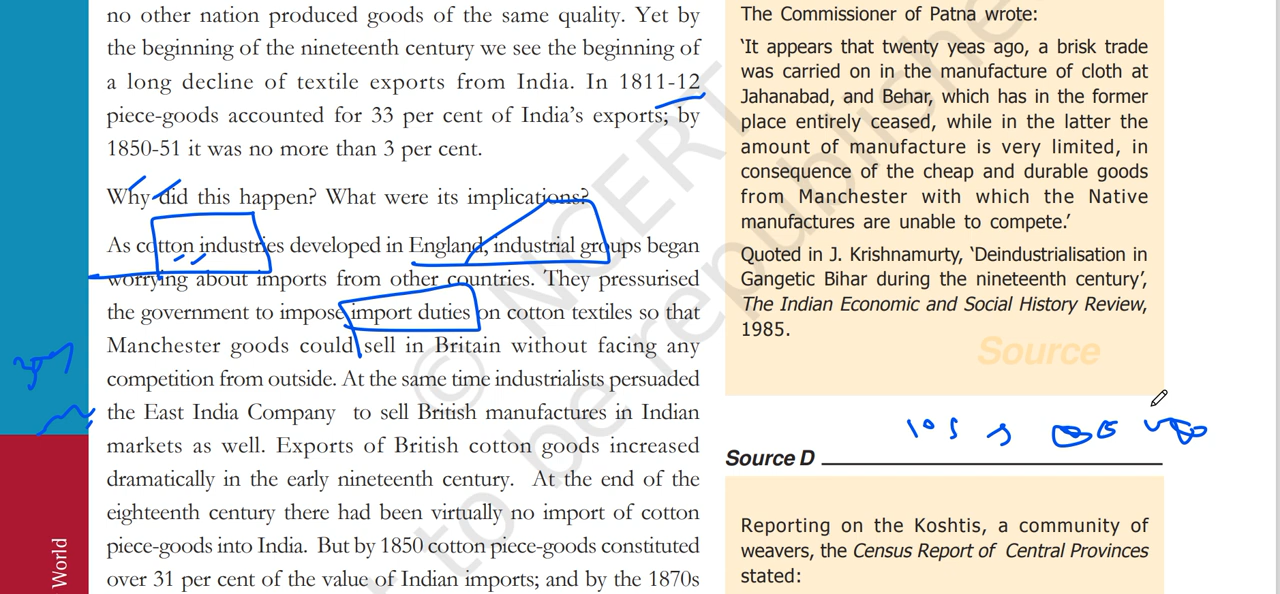 no other nation produced goods of the same quality. Yet by
the beginning of the nineteenth century we see the beginning of
a long decline of textile exports from India. In 1811-12
piece-goods accounted for 33 per cent of India's exports; by
1850-51 it was no more than 3 per cent.
Why did this happen? What were its implications?
As cotton industries developed in England, industrial groups began
worrying about imports from other countries. They pressurised
the government to impose import duties on cotton textiles so that
Manchester goods could sell in Britain without facing any
competition from outside. At the same time industrialists persuaded
the East India Company to sell British manufactures in Indian
markets as well. Exports of British cotton goods increased
dramatically in the early nineteenth century. At the end of the
eighteenth century there had been virtually no import of cotton
piece-goods into India. But by 1850 cotton piece-goods constituted
over 31 per cent of the value of Indian imports; and by the 1870s
World
The Commissioner of Patna wrote:
'It appears that twenty yeas ago, a brisk trade
was carried on in the manufacture of cloth at
Jahanabad, and Behar, which has in the former
place entirely ceased, while in the latter the
amount of manufacture is very limited, in
consequence of the cheap and durable goods
from Manchester with which the Native
manufactures are unable to compete.'
Quoted in J. Krishnamurty, 'Deindustrialisation in
Gangetic Bihar during the nineteenth century',
The Indian Economic and Social History Review,
1985.
Source
Source D
Reporting on the Koshtis, a community of
weavers, the Census Report of Central Provinces
stated:
© NCERT
not to be republished